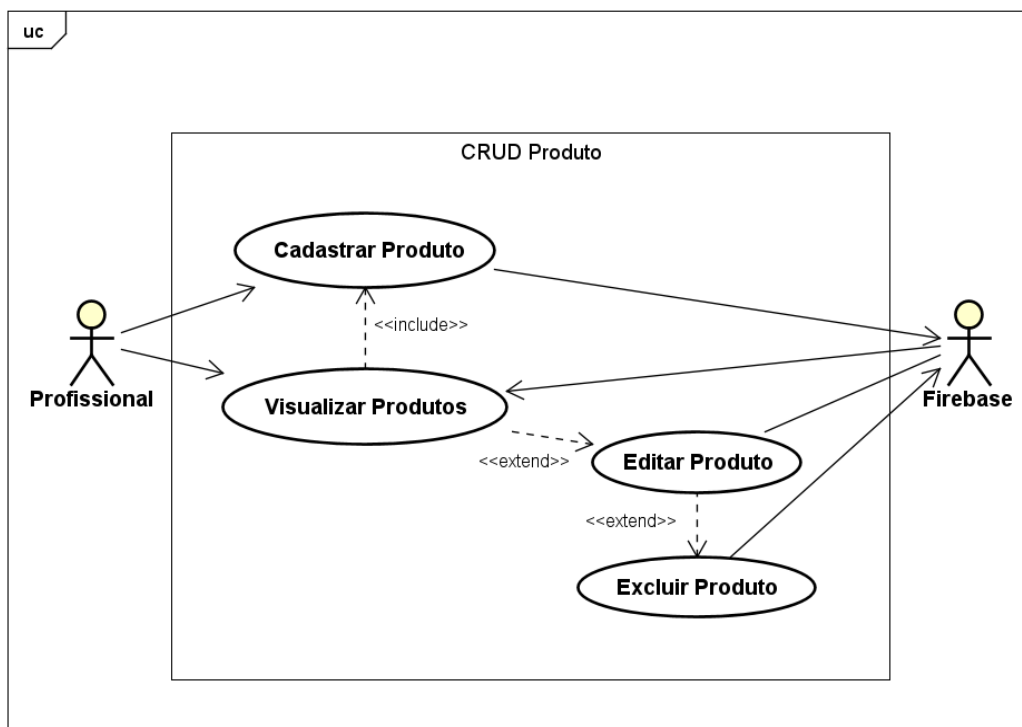 uc
CRUD Produto
Cadastrar Produto
<<include>>
Profissional
Firebase
Visualizar Produtos
<<extend>>
Editar Produto
<<extend>>
Excluir Produto